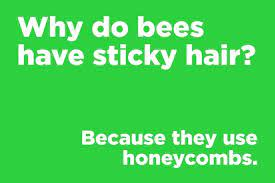 Why do bees
have sticky hair?
Because they use
honeycombs.